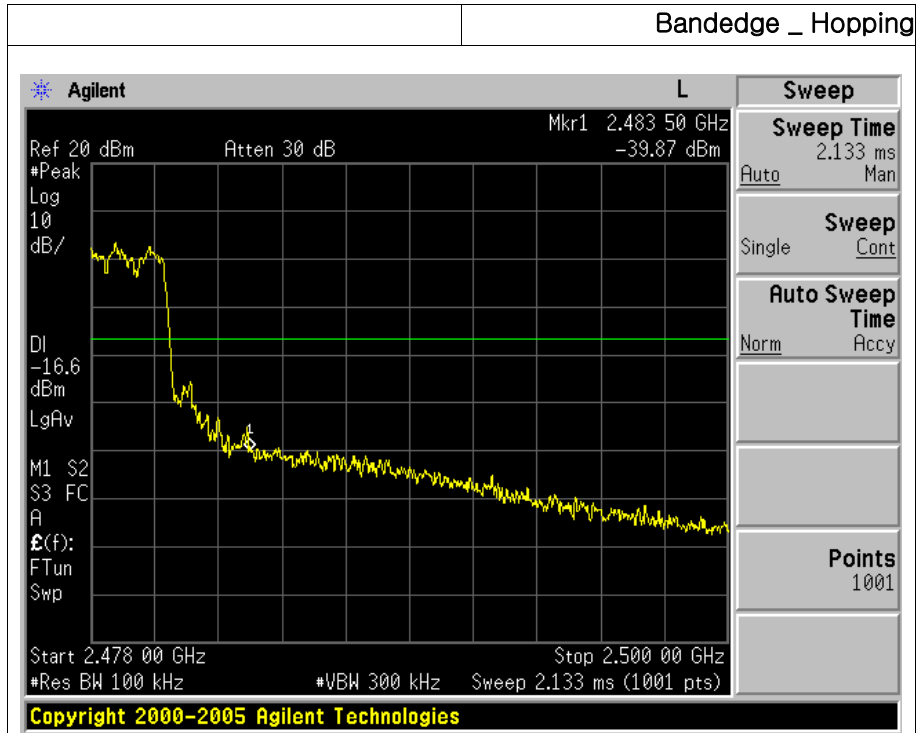 Bandedge _ Hopping
Agilent
L
Sweep
Mkr1 2.483 50 GHz
Ref 20 dBm Atten 30 dB -39.87 dBm
#Peak
Log
10
dB/
DI
-16.6
dBm
LgAv
M1 S2
S3 FC
A
£(f):
FTun
Swp
1
Start 2.478 00 GHz Stop 2.500 00 GHz
#Res BW 100 kHz #VBW 300 kHz Sweep 2.133 ms (1001 pts)
Sweep Time
2.133 ms
Auto Man
Sweep
Single Cont
Auto Sweep
Time
Norm Accy
Points
1001
Copyright 2000-2005 Agilent Technologies